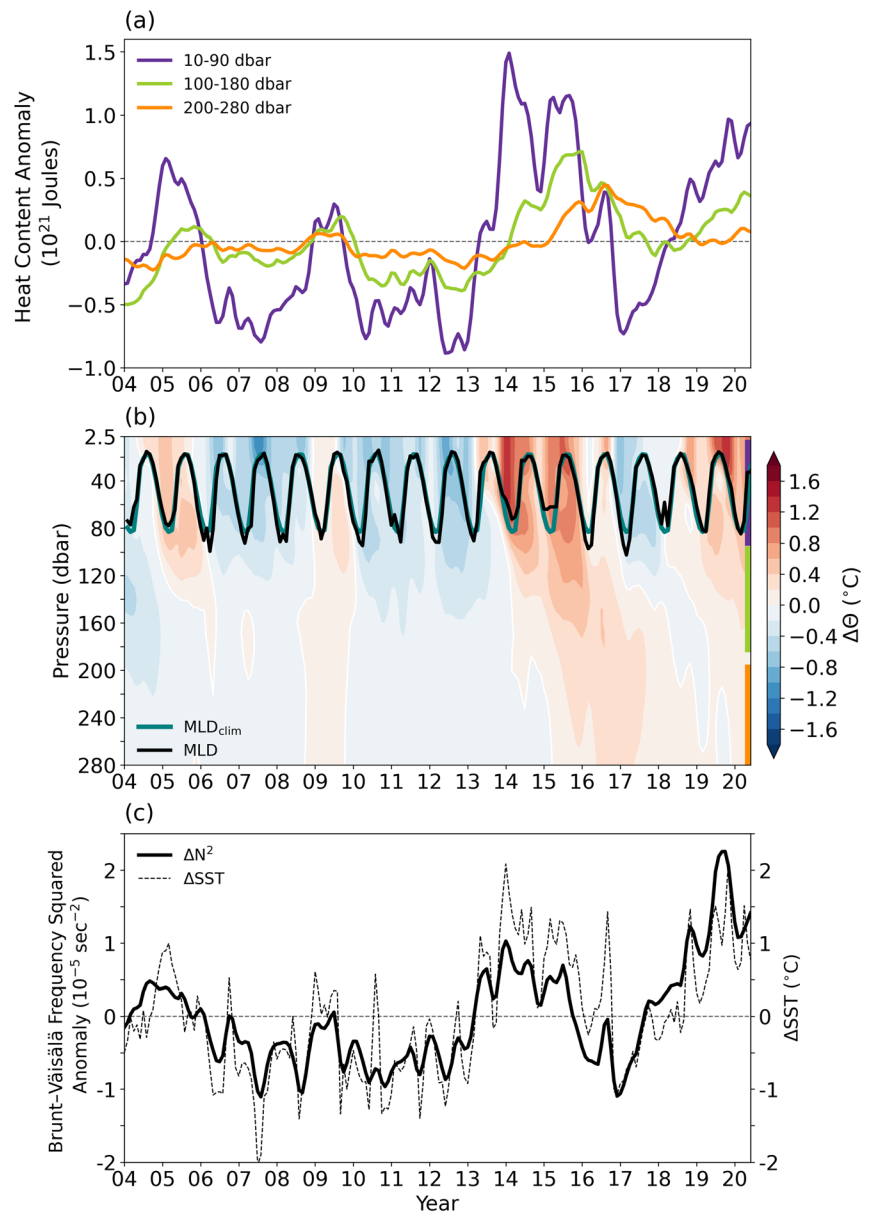 (a)
1.5
1.0
0.5
0.0
−0.5
−1.0
Heat Content Anomaly
(10²¹ Joules)
10-90 dbar
100-180 dbar
200-280 dbar
04 05 06 07 08 09 10 11 12 13 14 15 16 17 18 19 20
(b)
2.5
40
80
120
160
200
240
280
Pressure (dbar)
MLD_clim
MLD
04 05 06 07 08 09 10 11 12 13 14 15 16 17 18 19 20
1.6
1.2
0.8
0.4
0.0
−0.4
−0.8
−1.2
−1.6
ΔΘ (°C)
(c)
2
1
0
-1
-2
Brunt–Väisälä Frequency Squared
Anomaly (10⁻⁵ sec⁻²)
ΔN²
ΔSST
2
1
0
-1
-2
ΔSST (°C)
04 05 06 07 08 09 10 11 12 13 14 15 16 17 18 19 20
Year